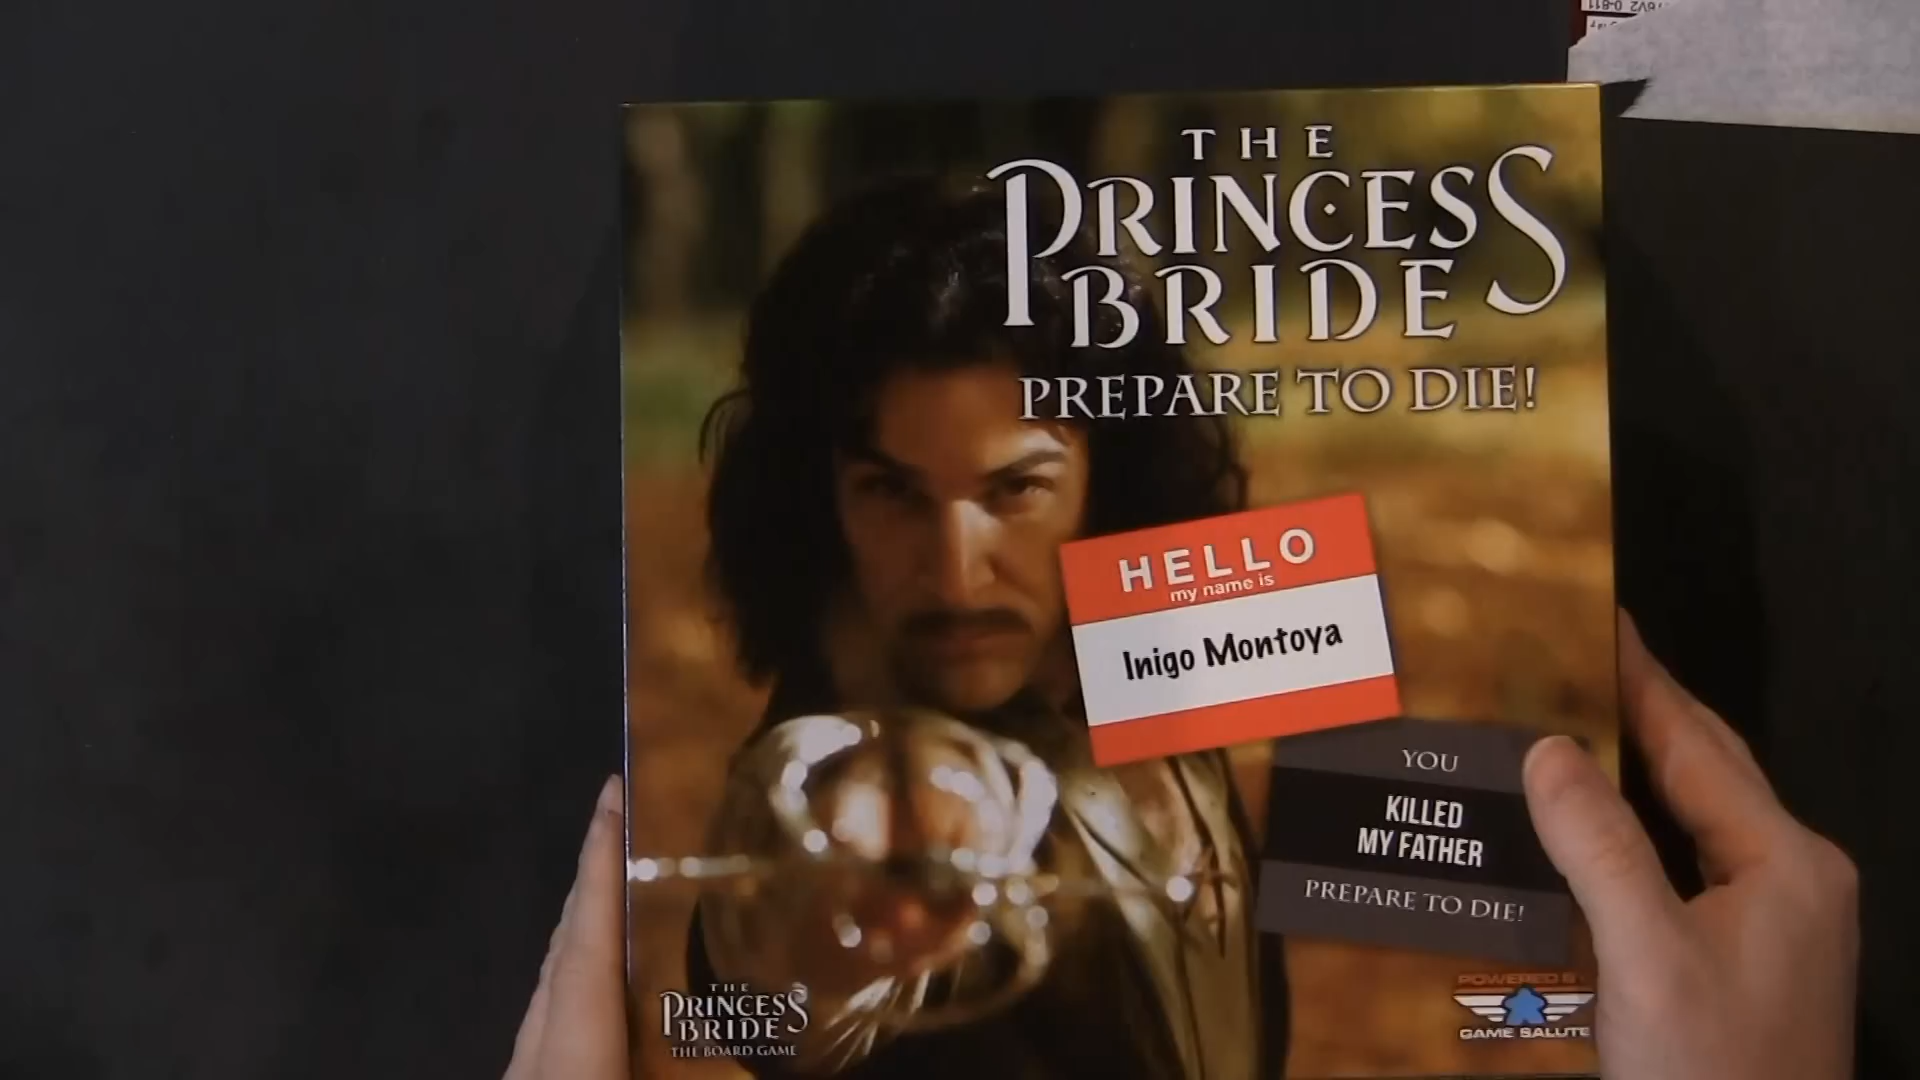 THE
PRINCESS
BRIDE
PREPARE TO DIE!
HELLO
my name is
Inigo Montoya
YOU
KILLED
MY FATHER
PREPARE TO DIE!
THE
PRINCESS
BRIDE
THE BOARD GAME
POWERED
GAME SALUTE